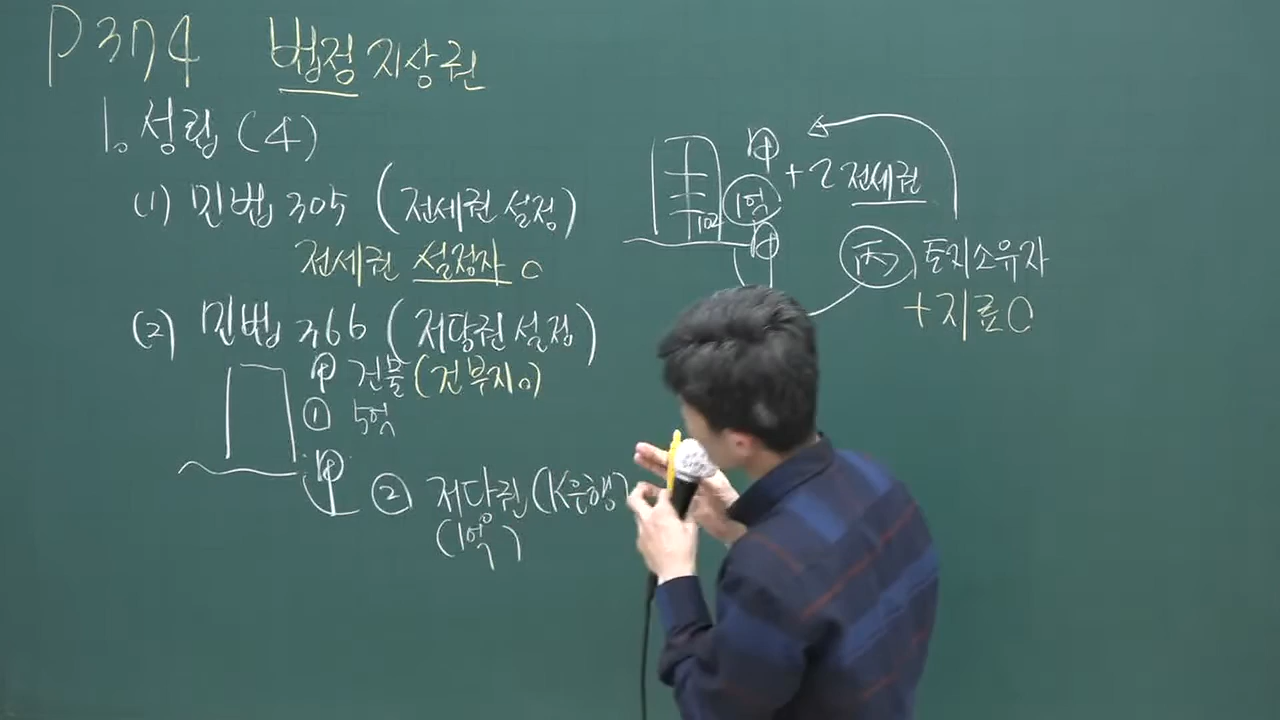 P374 법정지상권
1. 성립 (4)
(1) 민법 305 (전세권 설정)
전세권 설정자 O
(2) 민법 366 (저당권 설정)
甲 건물 (건부지 O)
① 5억
甲
② 저당권 (K은행)
(1억)
甲 + 乙 전세권
1억
102
甲
丙 토지소유자
+ 지료 O